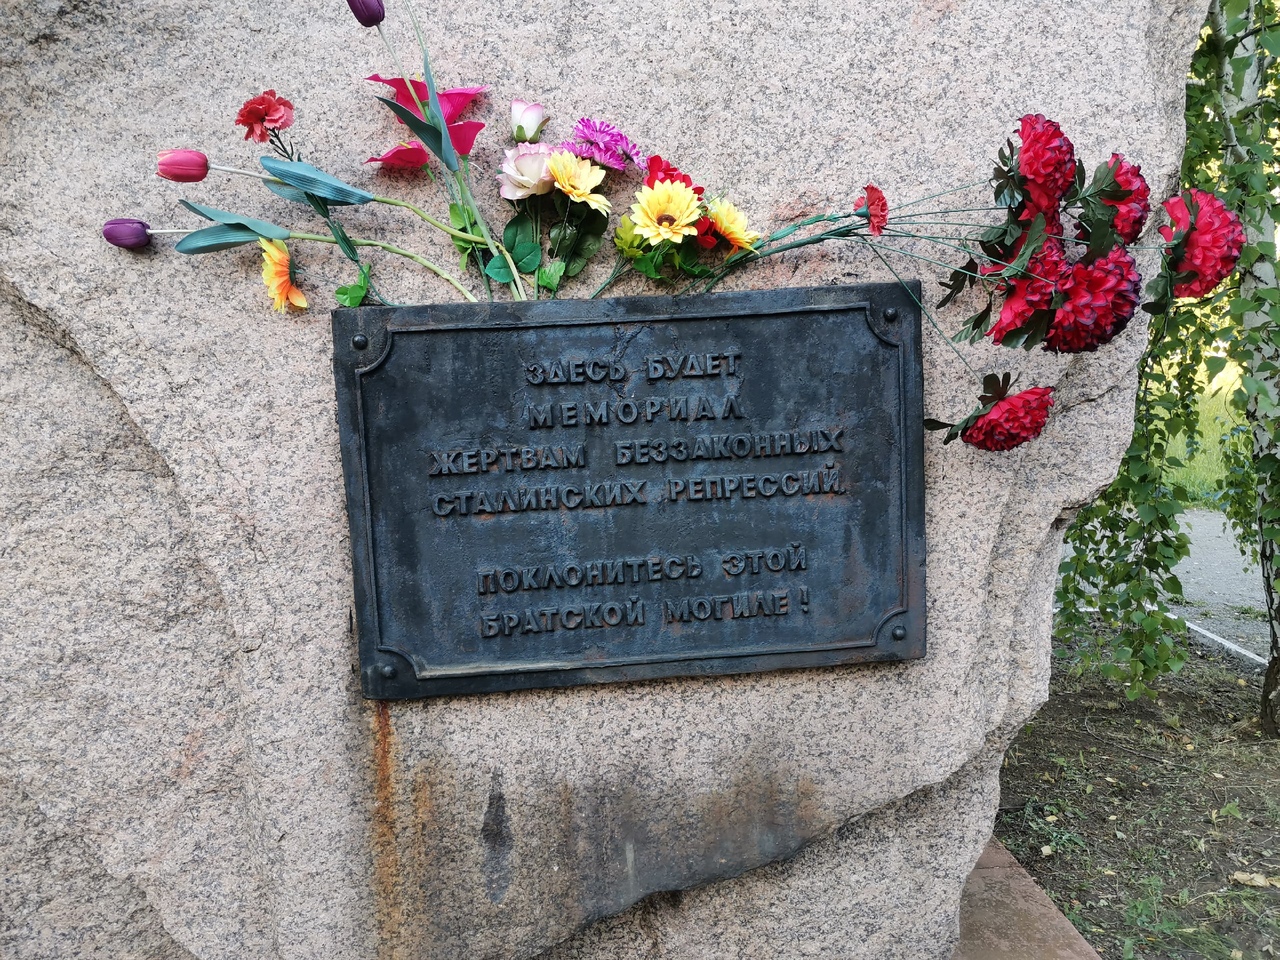 ЗДЕСЬ БУДЕТ
МЕМОРИАЛ
ЖЕРТВАМ БЕЗЗАКОННЫХ
СТАЛИНСКИХ РЕПРЕССИЙ.
ПОКЛОНИТЕСЬ ЭТОЙ
БРАТСКОЙ МОГИЛЕ !